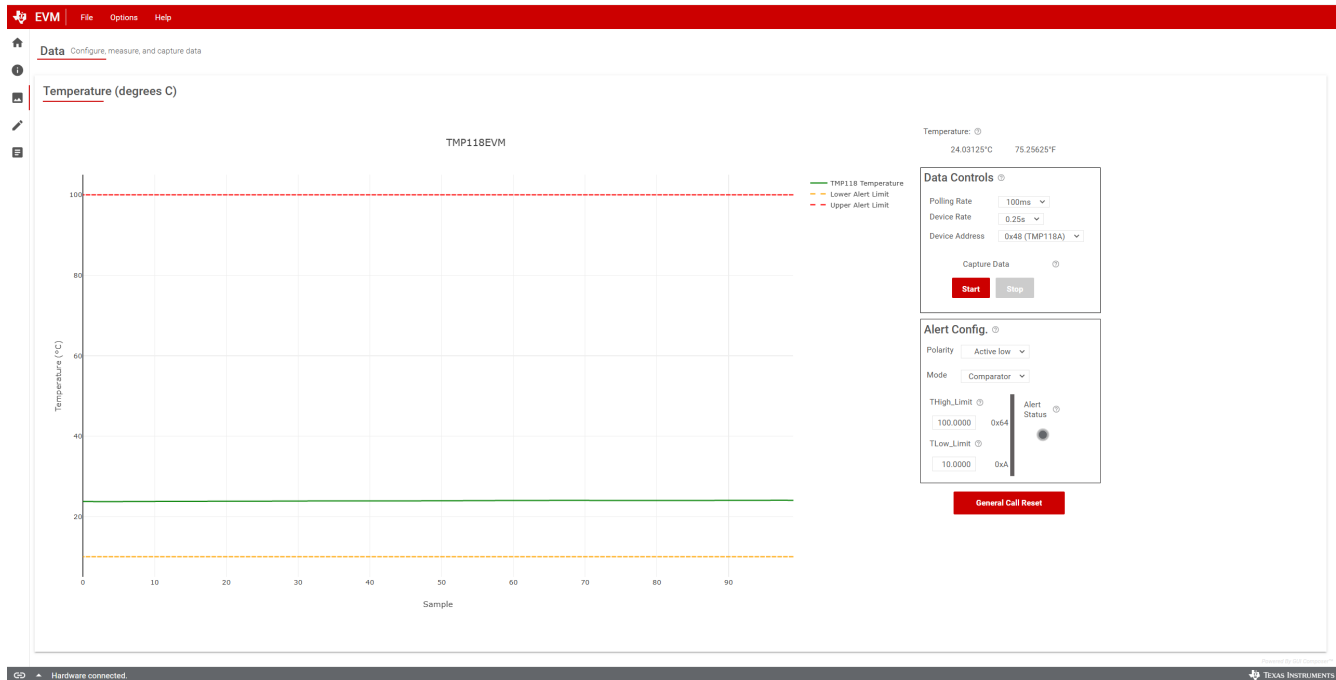 EVM File Options Help
Data Configure, measure, and capture data
Temperature (degrees C)
TMP118EVM
100
80
60
40
20
Temperature (°C)
0 10 20 30 40 50 60 70 80 90
Sample
TMP118 Temperature
Lower Alert Limit
Upper Alert Limit
Temperature:
24.03125°C 75.25625°F
Data Controls
Polling Rate 100ms
Device Rate 0.25s
Device Address 0x48 (TMP118A)
Capture Data
Start Stop
Alert Config.
Polarity Active low
Mode Comparator
THigh_Limit
100.0000 0x64
TLow_Limit
10.0000 0xA
Alert
Status
General Call Reset
Powered By GUI Composer™
Hardware connected.
TEXAS INSTRUMENTS